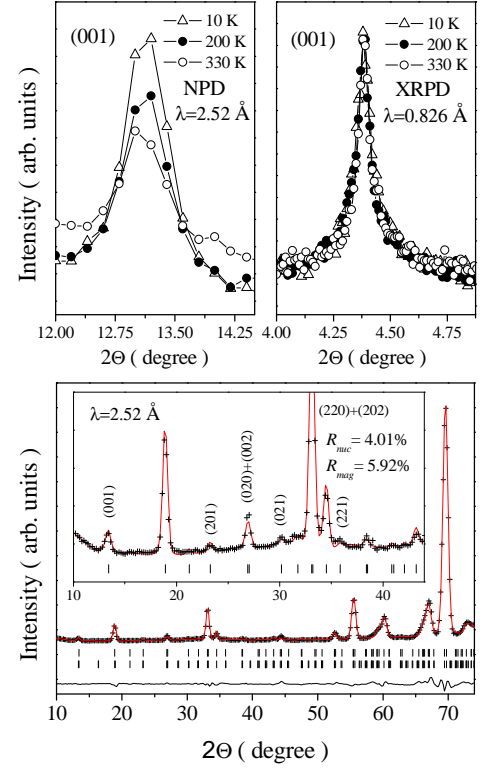 (001)
10 K
200 K
330 K
NPD
λ=2.52 Å
(001)
10 K
200 K
330 K
XRPD
λ=0.826 Å
Intensity ( arb. units )
12.00 12.75 13.50 14.25
4.00 4.25 4.50 4.75
2Θ ( degree )
2Θ ( degree )
λ=2.52 Å
(001)
(201)
(020)+(002)
(021)
(220)+(202)
(221)
R nuc = 4.01%
R mag = 5.92%
10 20 30 40
Intensity ( arb. units )
10 20 30 40 50 60 70
2Θ ( degree )